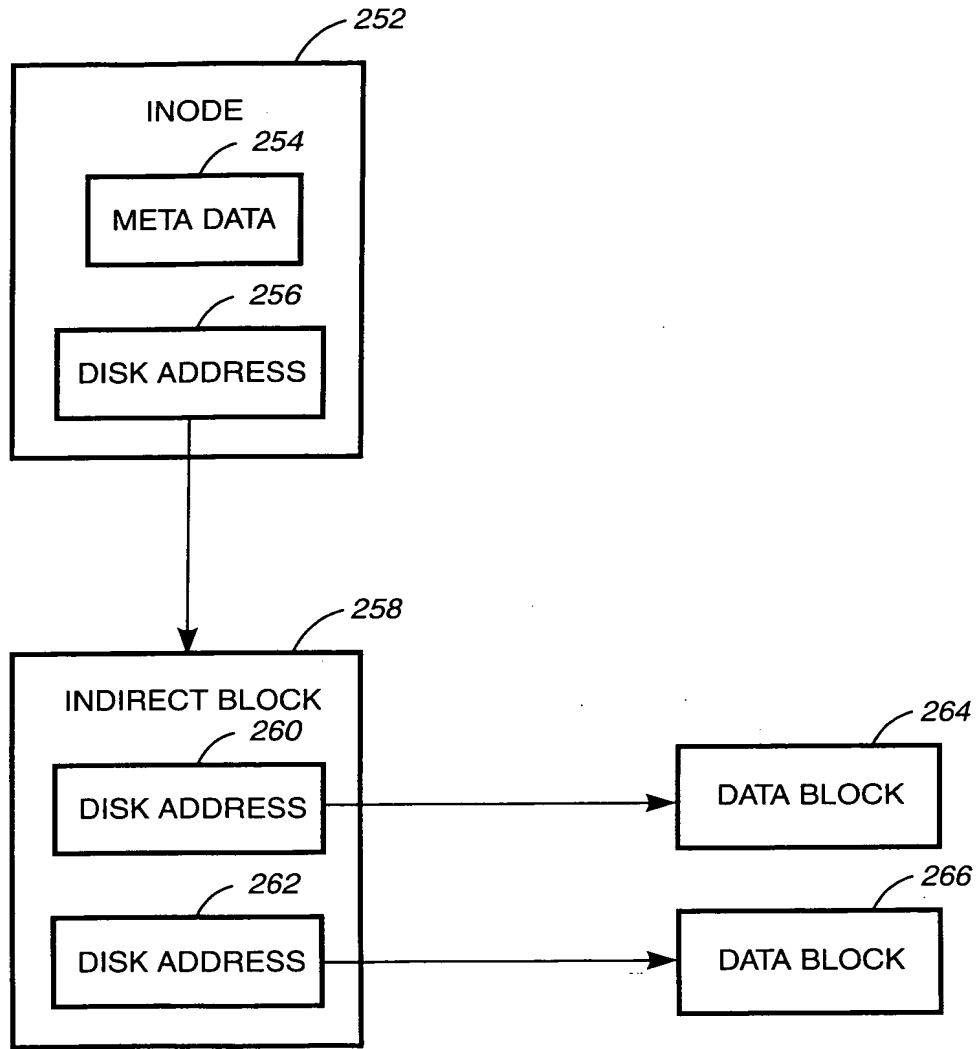 252
INODE
254
META DATA
256
DISK ADDRESS
258
INDIRECT BLOCK
260
DISK ADDRESS
264
DATA BLOCK
262
DISK ADDRESS
266
DATA BLOCK